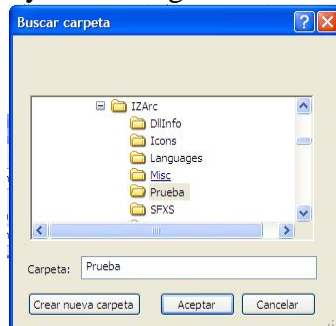 Buscar carpeta
IZArc
DllInfo
Icons
Languages
Misc
Prueba
SFXS
Carpeta: Prueba
Crear nueva carpeta Aceptar Cancelar